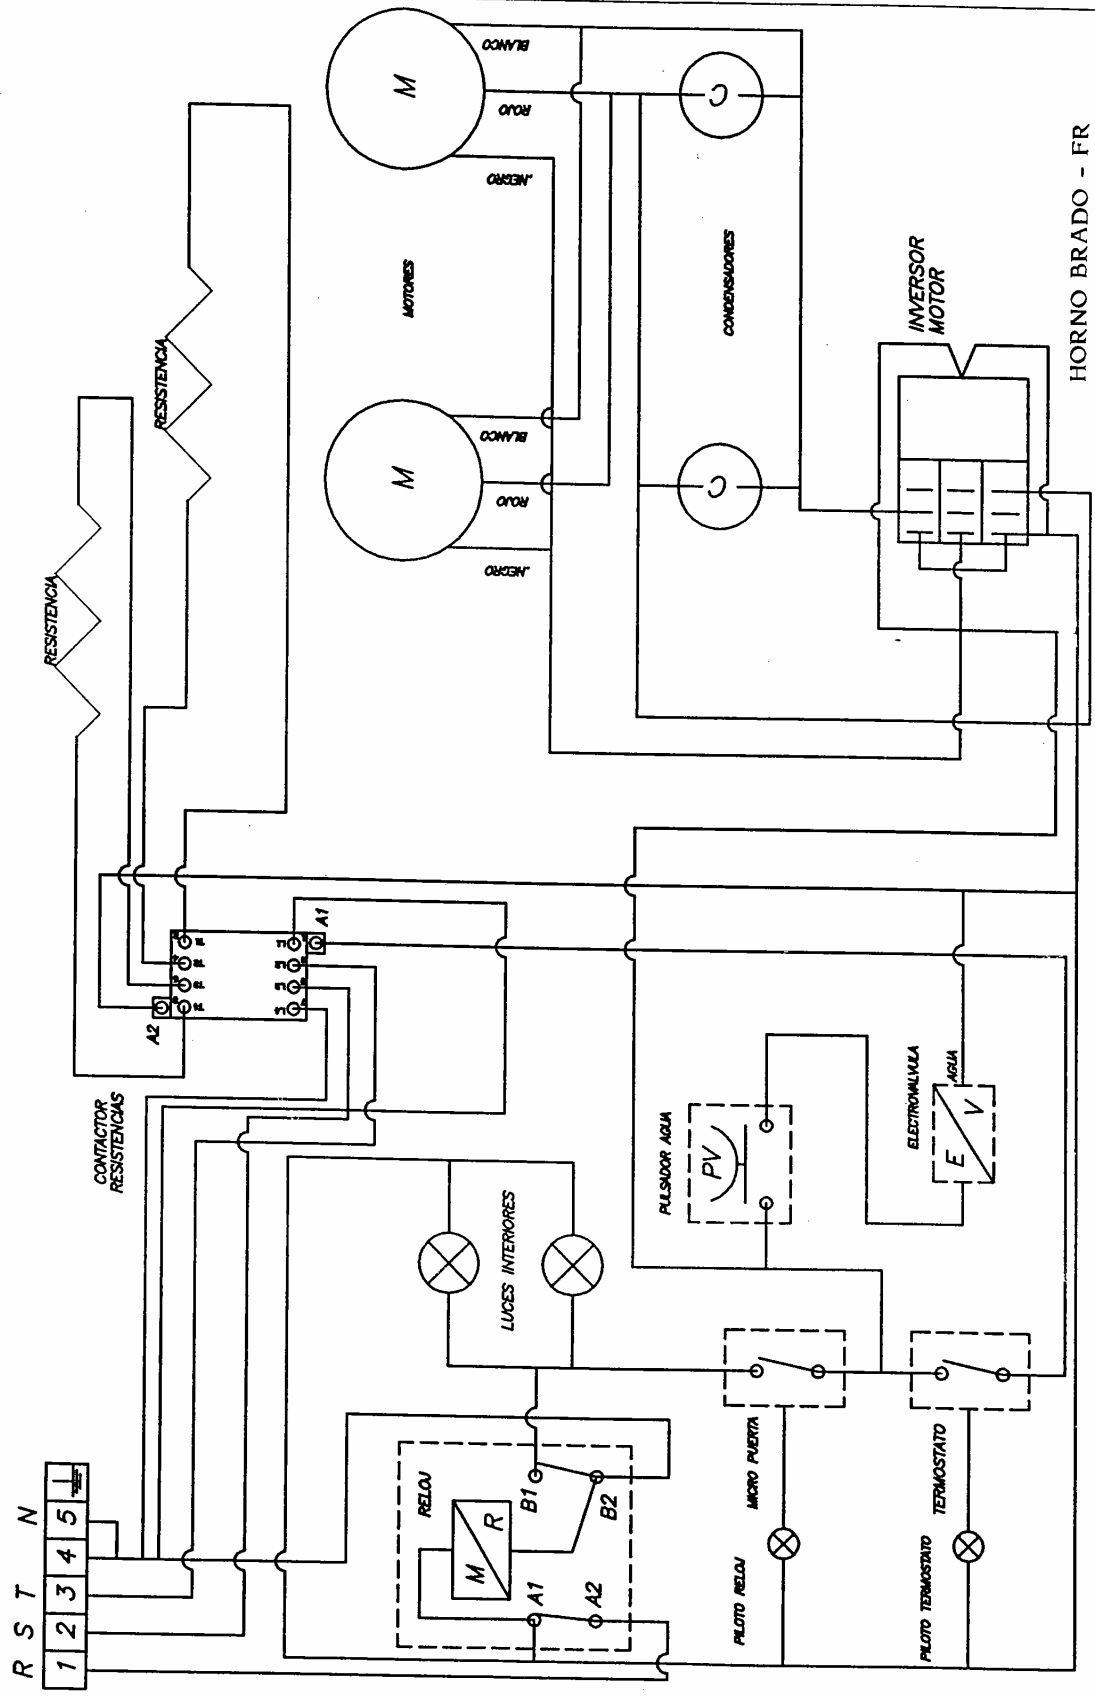 R S T N
1 2 3 4 5
CONTACTOR
RESISTENCIAS
A2
A1
RESISTENCIA
RESISTENCIA
M
M
BLANCO
ROJO
.NEGRO
BLANCO
ROJO
.NEGRO
MOTORES
C
C
CONDENSADORES
INVERSOR
MOTOR
RELOJ
M R
A1
A2
B1
B2
LUCES INTERIORES
PULSADOR AGUA
PV
ELECTROVALVULA
AGUA
E V
MICRO PUERTA
TERMOSTATO
PILOTO RELOJ
PILOTO TERMOSTATO
HORNO BRADO - FR